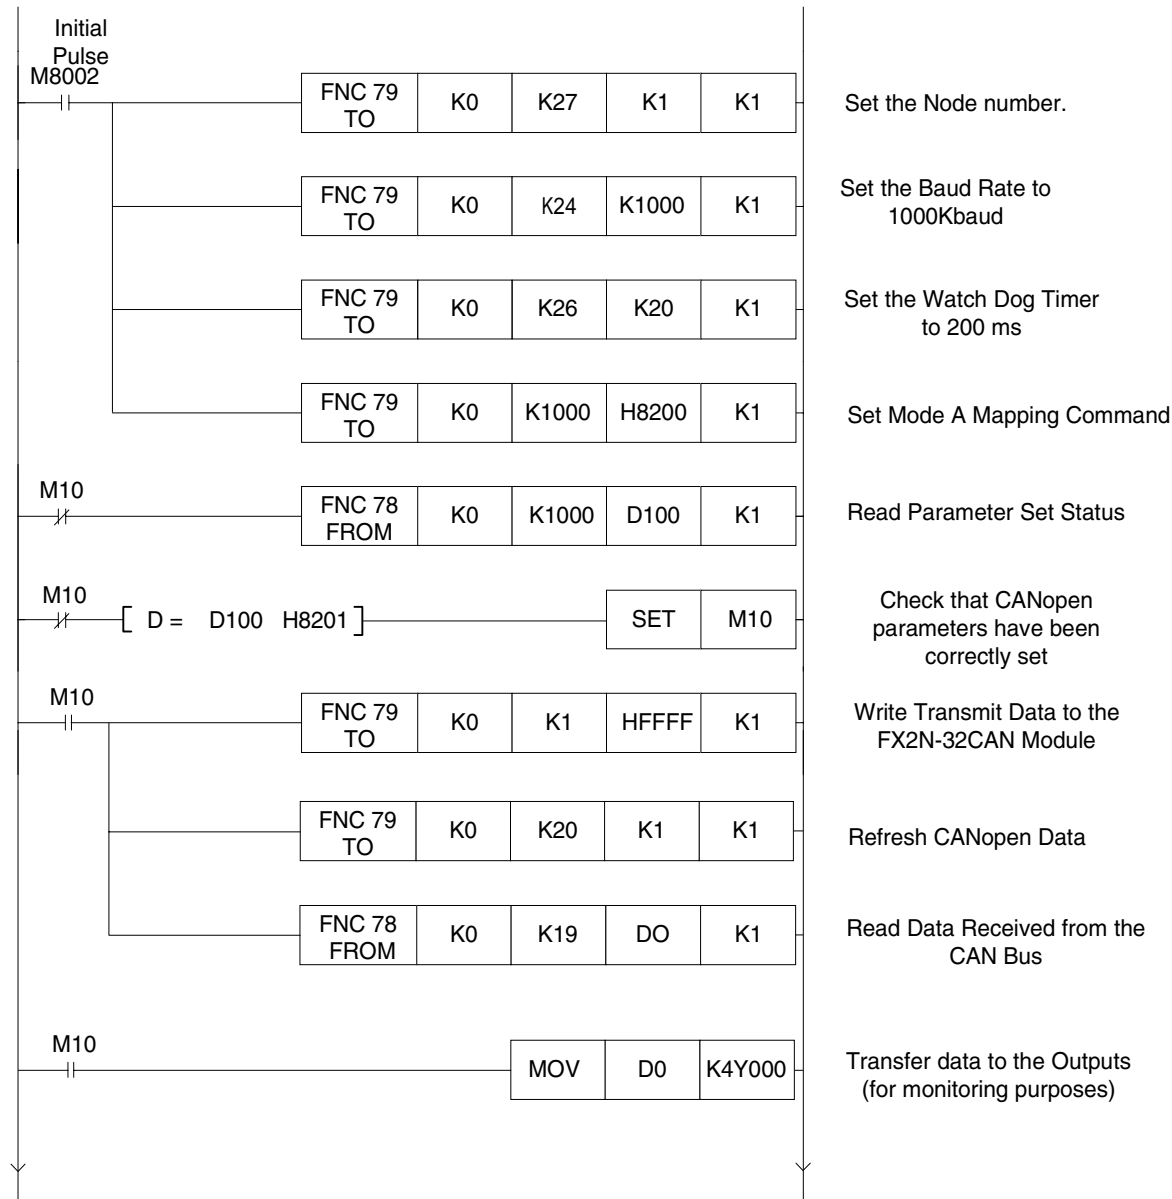 Initial
Pulse
M8002
FNC 79
TO
K0
K27
K1
K1
Set the Node number.
FNC 79
TO
K0
K24
K1000
K1
Set the Baud Rate to
1000Kbaud
FNC 79
TO
K0
K26
K20
K1
Set the Watch Dog Timer
to 200 ms
FNC 79
TO
K0
K1000
H8200
K1
Set Mode A Mapping Command
M10
FNC 78
FROM
K0
K1000
D100
K1
Read Parameter Set Status
M10
[ D = D100 H8201 ]
SET
M10
Check that CANopen
parameters have been
correctly set
M10
FNC 79
TO
K0
K1
HFFFF
K1
Write Transmit Data to the
FX2N-32CAN Module
FNC 79
TO
K0
K20
K1
K1
Refresh CANopen Data
FNC 78
FROM
K0
K19
DO
K1
Read Data Received from the
CAN Bus
M10
MOV
D0
K4Y000
Transfer data to the Outputs
(for monitoring purposes)